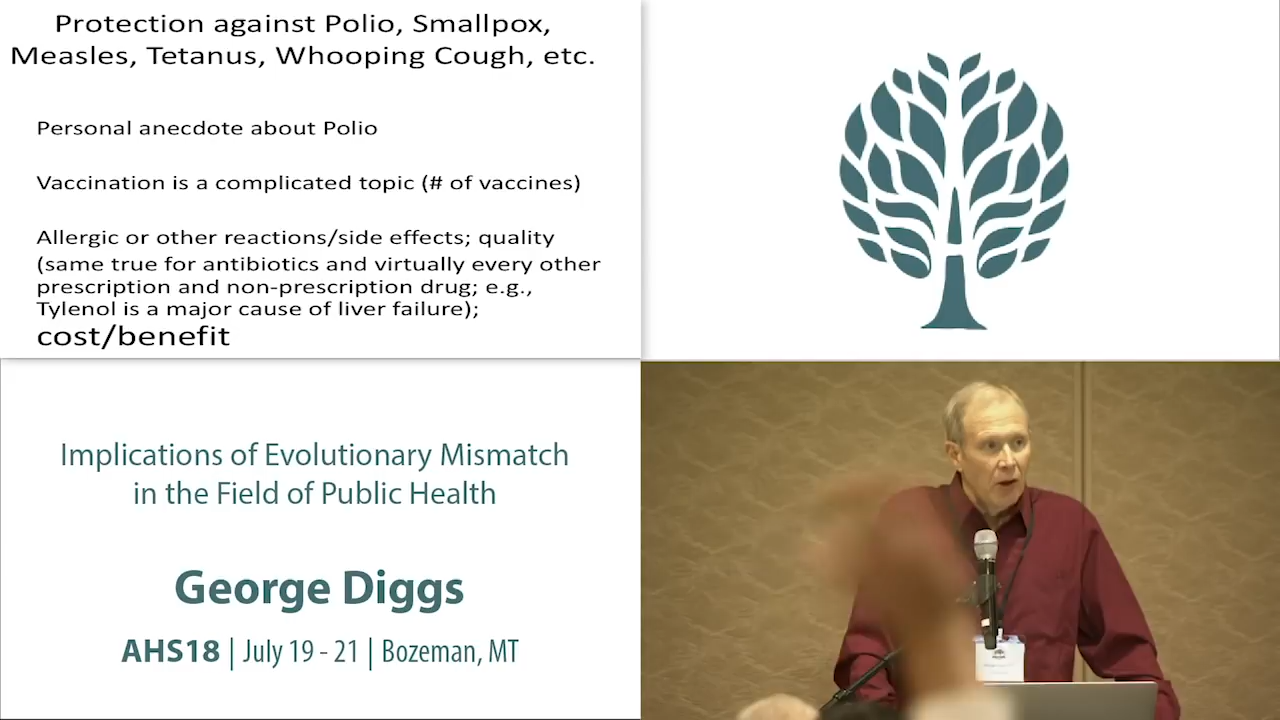 Protection against Polio, Smallpox,
Measles, Tetanus, Whooping Cough, etc.
Personal anecdote about Polio
Vaccination is a complicated topic (# of vaccines)
Allergic or other reactions/side effects; quality
(same true for antibiotics and virtually every other
prescription and non-prescription drug; e.g.,
Tylenol is a major cause of liver failure);
cost/benefit
Implications of Evolutionary Mismatch
in the Field of Public Health
George Diggs
AHS18 | July 19 - 21 | Bozeman, MT